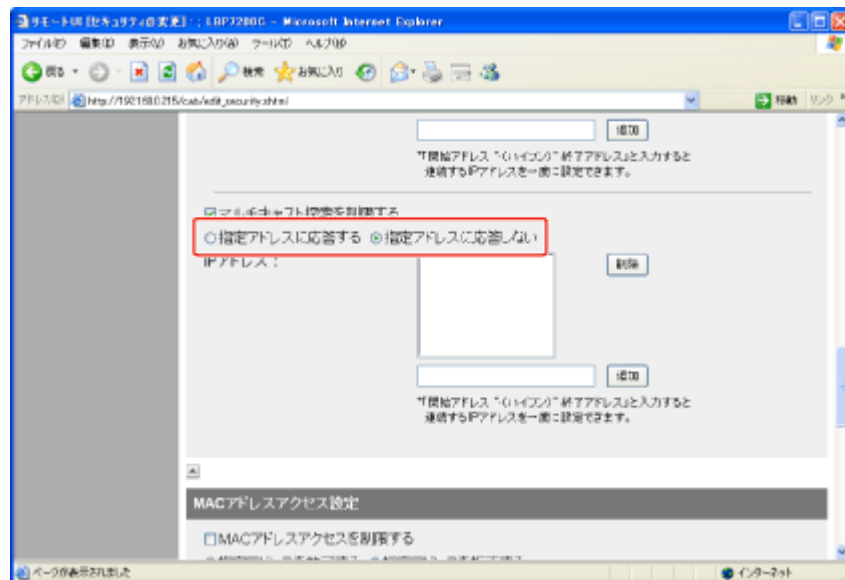 リモートUI [セキュリティの変更] : ; LBP7200C - Microsoft Internet Explorer
ファイル(F) 編集(E) 表示(V) お気に入り(A) ツール(T) ヘルプ(H)
戻る 検索 お気に入り
アドレス(D) http://192.168.0.215/cab/edit_security.shtml 移動 リンク
追加
*「開始アドレス "-(ハイフン)" 終了アドレス」と入力すると
連続するIPアドレスを一度に設定できます。
マルチキャスト探索を制限する
指定アドレスに応答する 指定アドレスに応答しない
IPアドレス :
削除
追加
*「開始アドレス "-(ハイフン)" 終了アドレス」と入力すると
連続するIPアドレスを一度に設定できます。
MACアドレスアクセス設定
MACアドレスアクセスを制限する
ページが表示されました インターネット